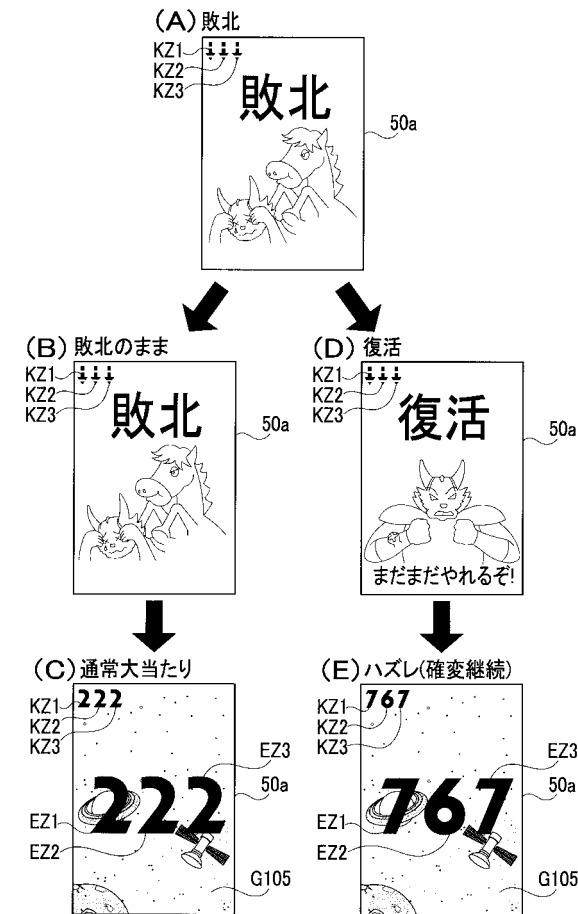 (A)敗北
KZ1
KZ2
KZ3
敗北
50a
(B)敗北のまま
KZ1
KZ2
KZ3
敗北
50a
(D)復活
KZ1
KZ2
KZ3
復活
50a
まだまだやれるぞ!
(C)通常大当たり
KZ1
KZ2
KZ3
222
EZ3
50a
222
EZ1
EZ2
G105
(E)ハズレ(確変継続)
KZ1
KZ2
KZ3
767
EZ3
50a
767
EZ1
EZ2
G105